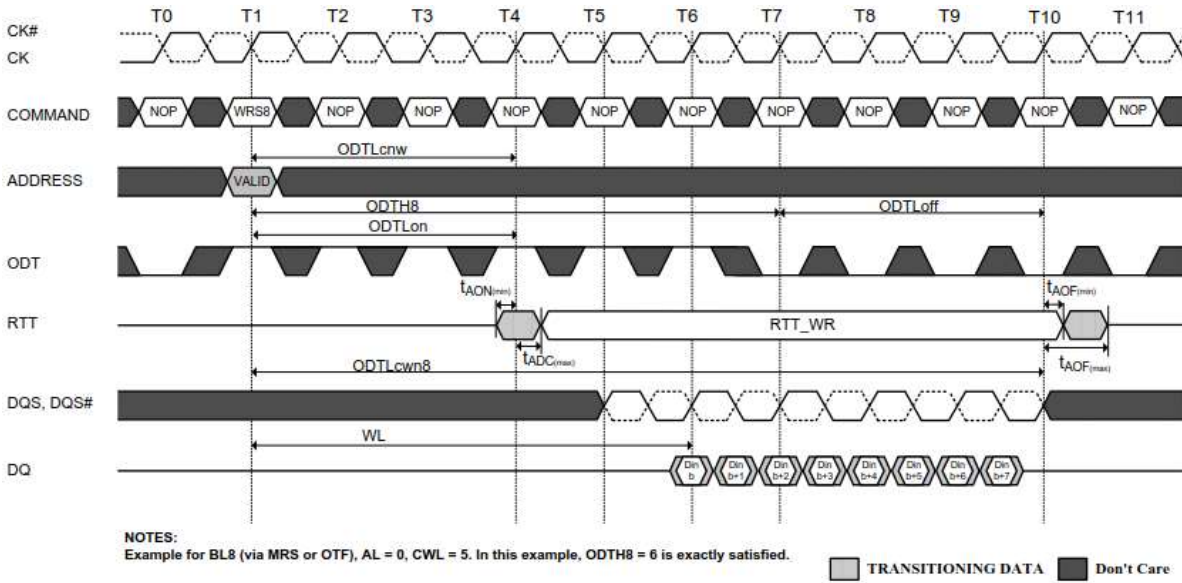 T0 T1 T2 T3 T4 T5 T6 T7 T8 T9 T10 T11
CK#
CK
COMMAND NOP WRS8 NOP NOP NOP NOP NOP NOP NOP NOP NOP NOP
ODTLcnw
ADDRESS VALID
ODTH8 ODTLoff
ODTLon
ODT
tAON(min) tAOF(min)
RTT RTT_WR
tADC(max) tAOF(max)
ODTLcwn8
DQS, DQS#
WL
DQ Din b Din b+1 Din b+2 Din b+3 Din b+4 Din b+5 Din b+6 Din b+7
NOTES:
Example for BL8 (via MRS or OTF), AL = 0, CWL = 5. In this example, ODTH8 = 6 is exactly satisfied.
TRANSITIONING DATA Don't Care